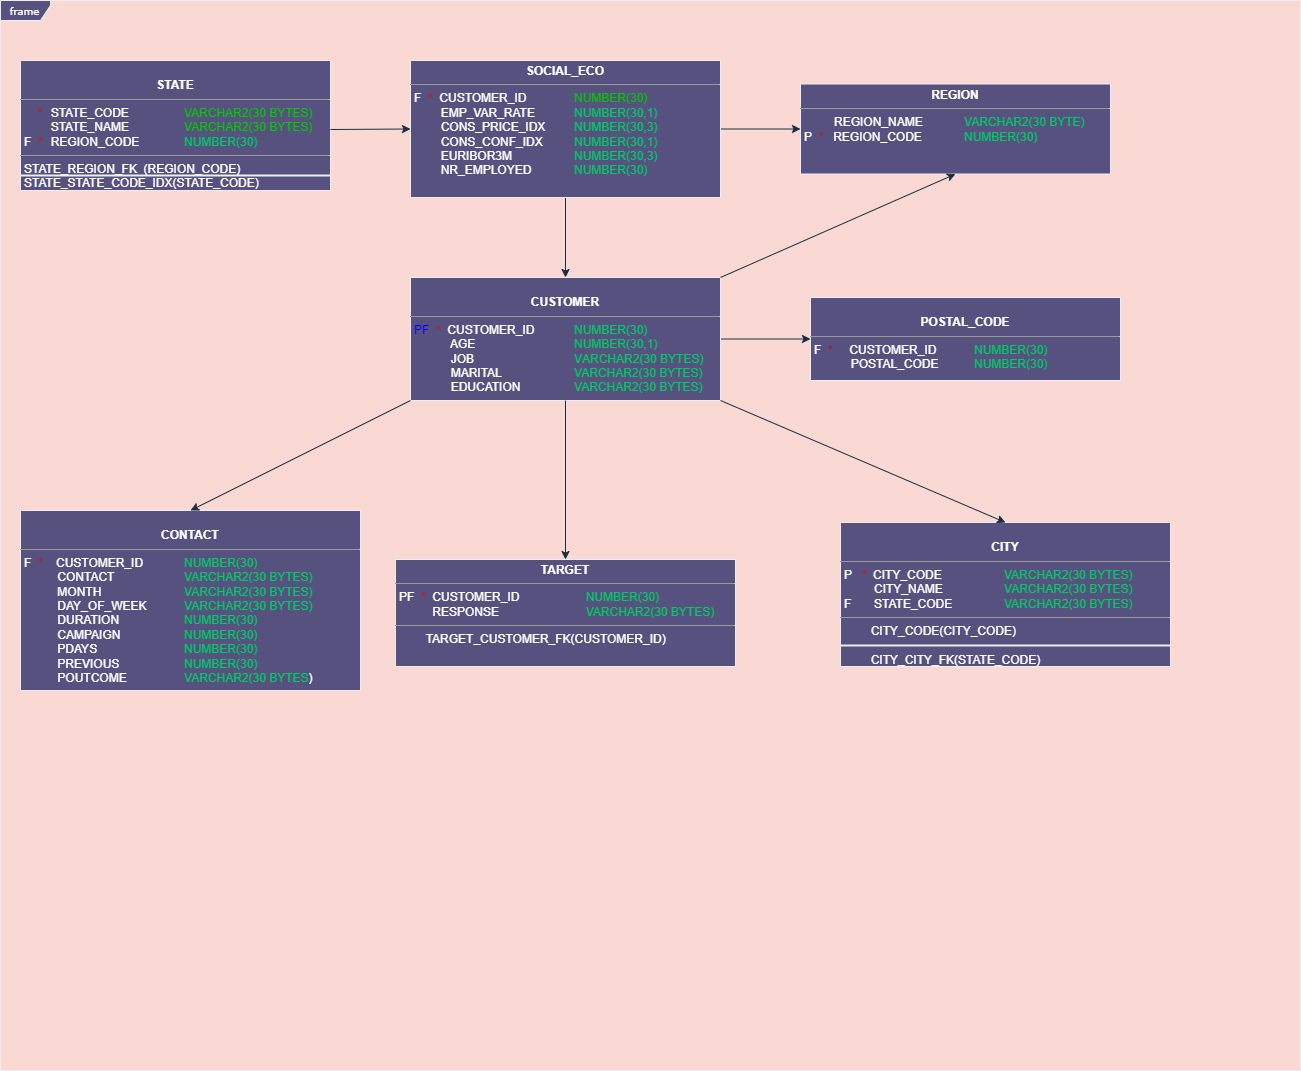 frame
STATE
* STATE_CODE VARCHAR2(30 BYTES)
STATE_NAME VARCHAR2(30 BYTES)
F * REGION_CODE NUMBER(30)
STATE_REGION_FK (REGION_CODE)
STATE_STATE_CODE_IDX(STATE_CODE)
SOCIAL_ECO
F * CUSTOMER_ID NUMBER(30)
EMP_VAR_RATE NUMBER(30,1)
CONS_PRICE_IDX NUMBER(30,3)
CONS_CONF_IDX NUMBER(30,1)
EURIBOR3M NUMBER(30,3)
NR_EMPLOYED NUMBER(30)
REGION
REGION_NAME VARCHAR2(30 BYTE)
P * REGION_CODE NUMBER(30)
CUSTOMER
PF * CUSTOMER_ID NUMBER(30)
AGE NUMBER(30,1)
JOB VARCHAR2(30 BYTES)
MARITAL VARCHAR2(30 BYTES)
EDUCATION VARCHAR2(30 BYTES)
POSTAL_CODE
F * CUSTOMER_ID NUMBER(30)
POSTAL_CODE NUMBER(30)
CONTACT
F * CUSTOMER_ID NUMBER(30)
CONTACT VARCHAR2(30 BYTES)
MONTH VARCHAR2(30 BYTES)
DAY_OF_WEEK VARCHAR2(30 BYTES)
DURATION NUMBER(30)
CAMPAIGN NUMBER(30)
PDAYS NUMBER(30)
PREVIOUS NUMBER(30)
POUTCOME VARCHAR2(30 BYTES)
TARGET
PF * CUSTOMER_ID NUMBER(30)
RESPONSE VARCHAR2(30 BYTES)
TARGET_CUSTOMER_FK(CUSTOMER_ID)
CITY
P * CITY_CODE VARCHAR2(30 BYTES)
CITY_NAME VARCHAR2(30 BYTES)
F STATE_CODE VARCHAR2(30 BYTES)
CITY_CODE(CITY_CODE)
CITY_CITY_FK(STATE_CODE)